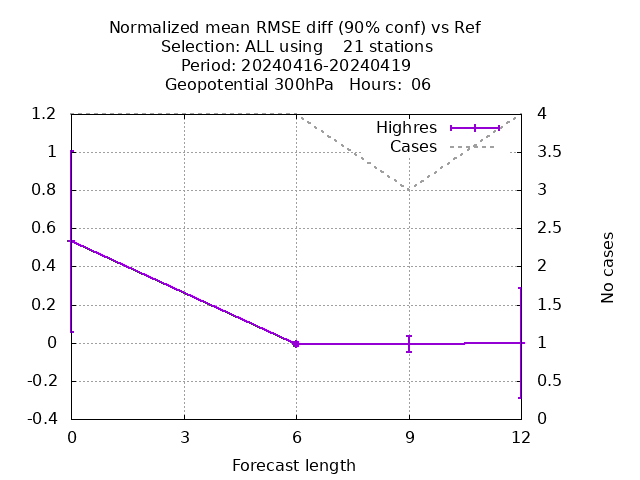 Normalized mean RMSE diff (90% conf) vs Ref
Selection: ALL using    21 stations
Period: 20240416-20240419
Geopotential 300hPa   Hours:  06
Highres
Cases
1.2
1
0.8
0.6
0.4
0.2
0
-0.2
-0.4
4
3.5
3
2.5
2
1.5
1
0.5
0
No cases
0 3 6 9 12
Forecast length